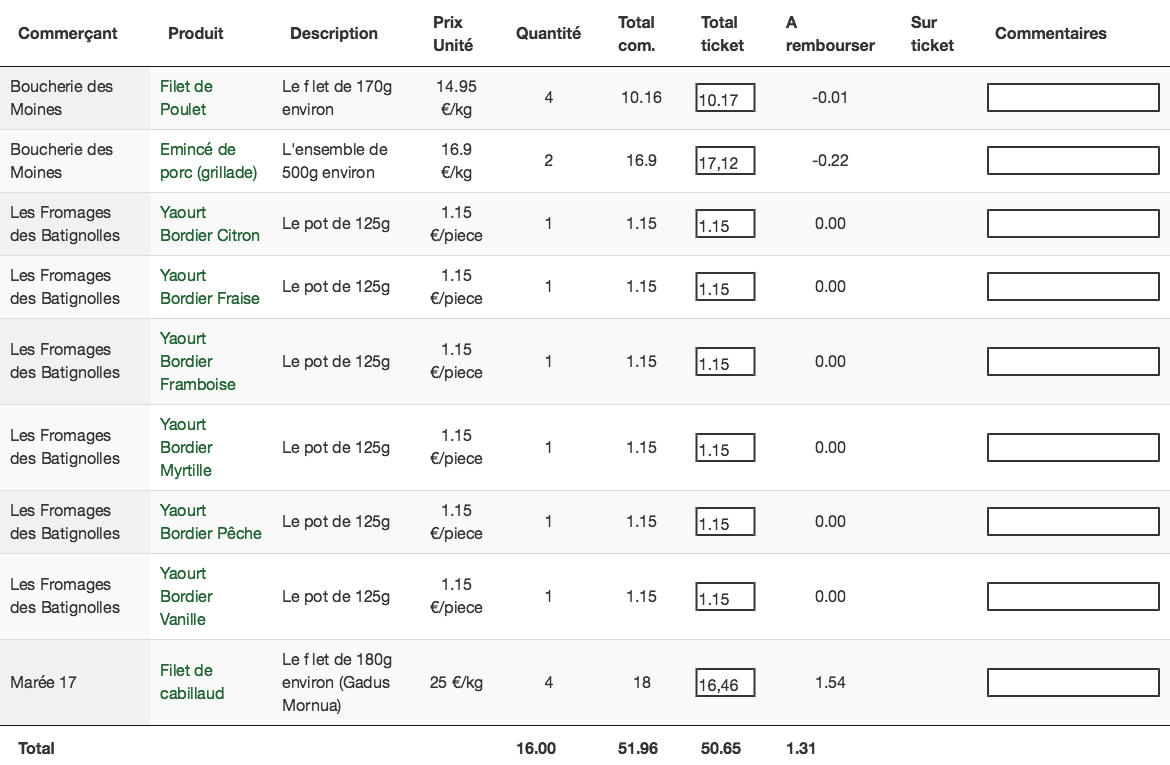 Commerçant Produit Description Prix Unité Quantité Total com. Total ticket A rembourser Sur ticket Commentaires
Boucherie des Moines Filet de Poulet Le f let de 170g environ 14.95 €/kg 4 10.16 10.17 -0.01
Boucherie des Moines Emincé de porc (grillade) L'ensemble de 500g environ 16.9 €/kg 2 16.9 17,12 -0.22
Les Fromages des Batignolles Yaourt Bordier Citron Le pot de 125g 1.15 €/piece 1 1.15 1.15 0.00
Les Fromages des Batignolles Yaourt Bordier Fraise Le pot de 125g 1.15 €/piece 1 1.15 1.15 0.00
Les Fromages des Batignolles Yaourt Bordier Framboise Le pot de 125g 1.15 €/piece 1 1.15 1.15 0.00
Les Fromages des Batignolles Yaourt Bordier Myrtille Le pot de 125g 1.15 €/piece 1 1.15 1.15 0.00
Les Fromages des Batignolles Yaourt Bordier Pêche Le pot de 125g 1.15 €/piece 1 1.15 1.15 0.00
Les Fromages des Batignolles Yaourt Bordier Vanille Le pot de 125g 1.15 €/piece 1 1.15 1.15 0.00
Marée 17 Filet de cabillaud Le f let de 180g environ (Gadus Mornua) 25 €/kg 4 18 16,46 1.54
Total 16.00 51.96 50.65 1.31